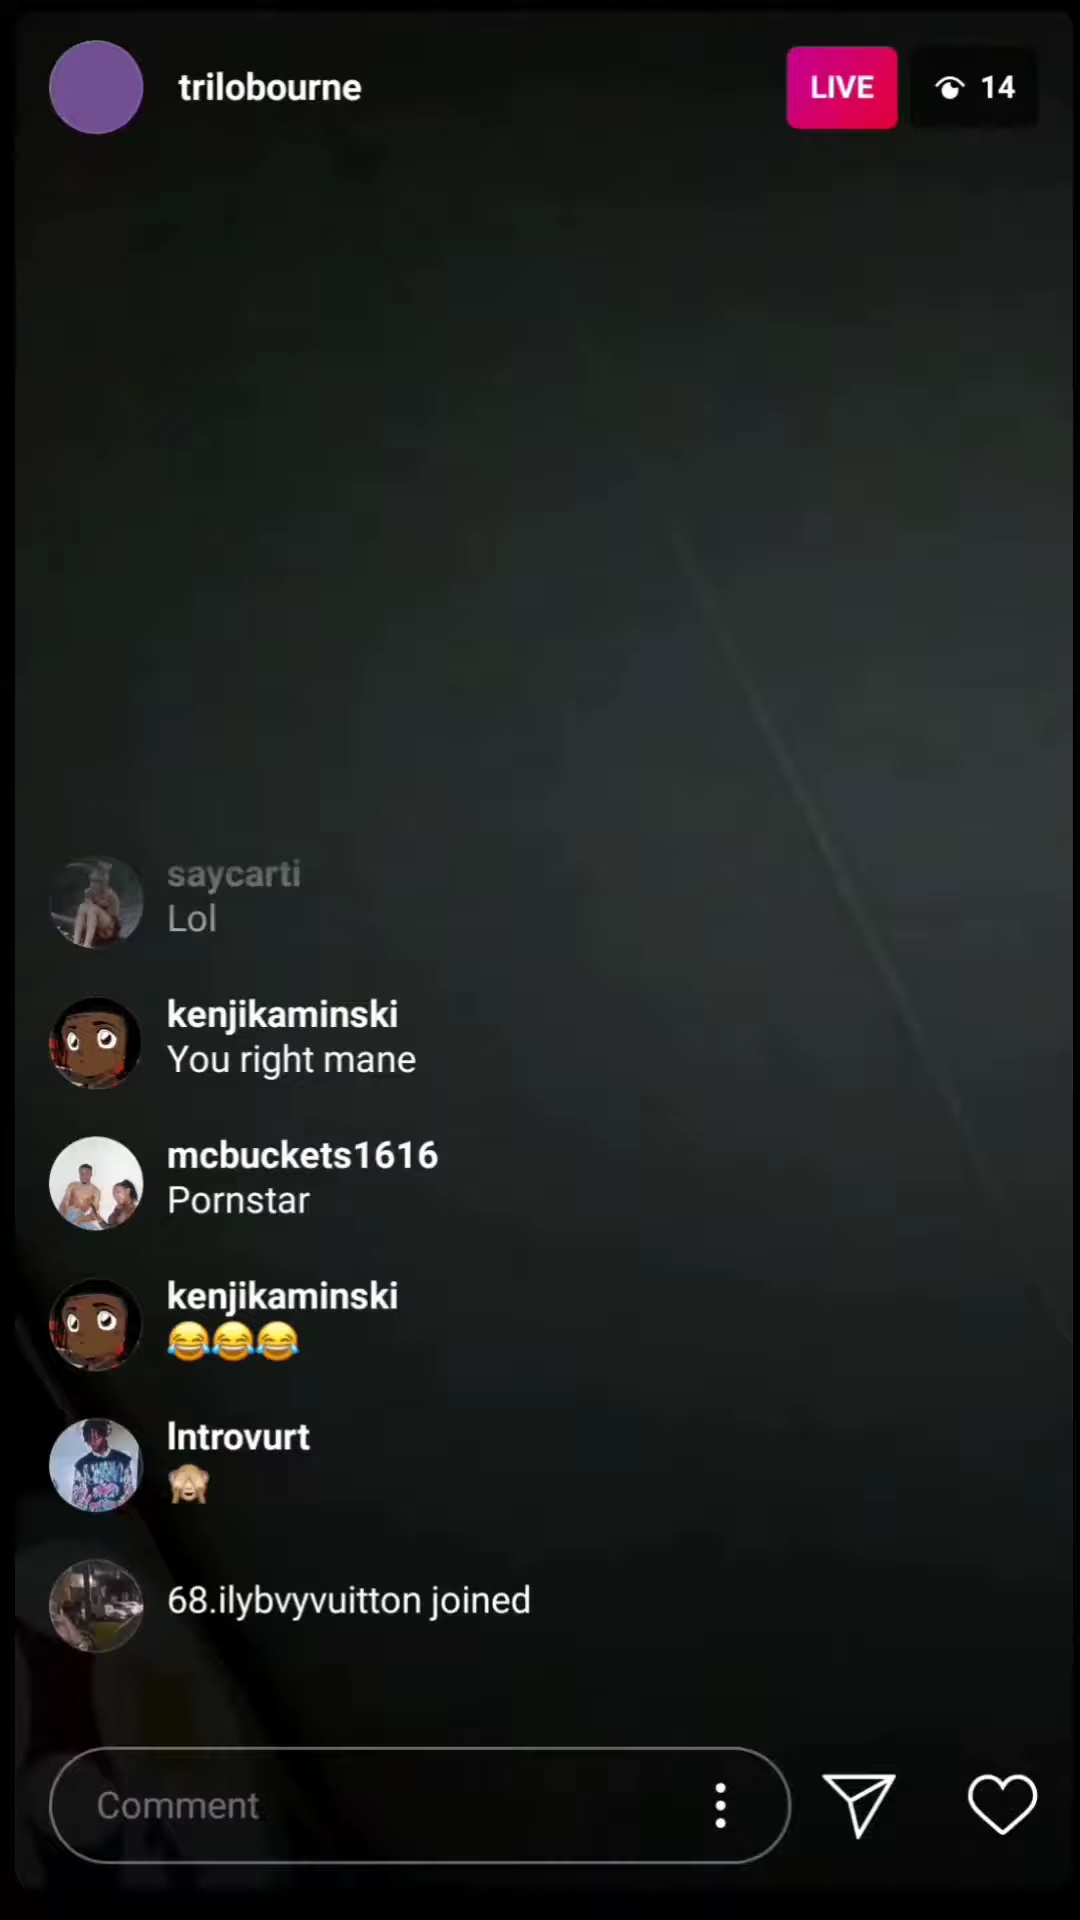 trilobourne
LIVE
14
saycarti
Lol
kenjikaminski
You right mane
mcbuckets1616
Pornstar
kenjikaminski
😂😂😂
Introvurt
🙈
68.ilybvyvuitton joined
Comment